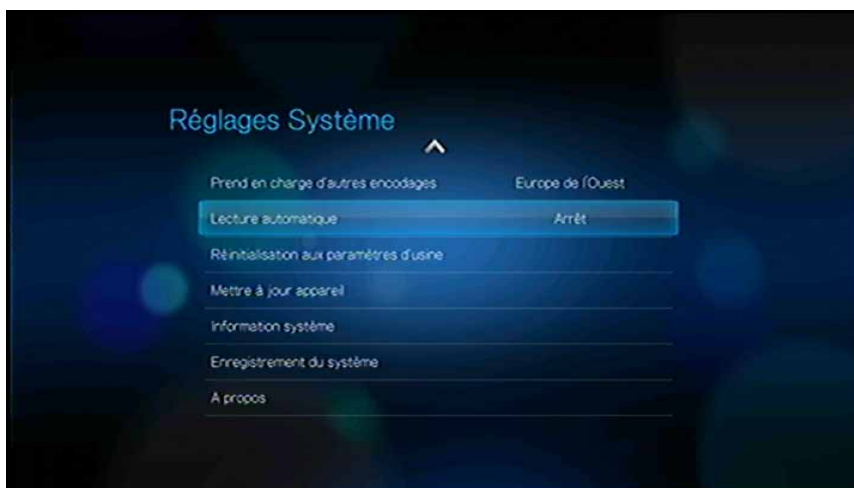 Réglages Système
Prend en charge d'autres encodages Europe de l'Ouest
Lecture automatique Arrêt
Réinitialisation aux paramètres d'usine
Mettre à jour appareil
Information système
Enregistrement du système
A propos